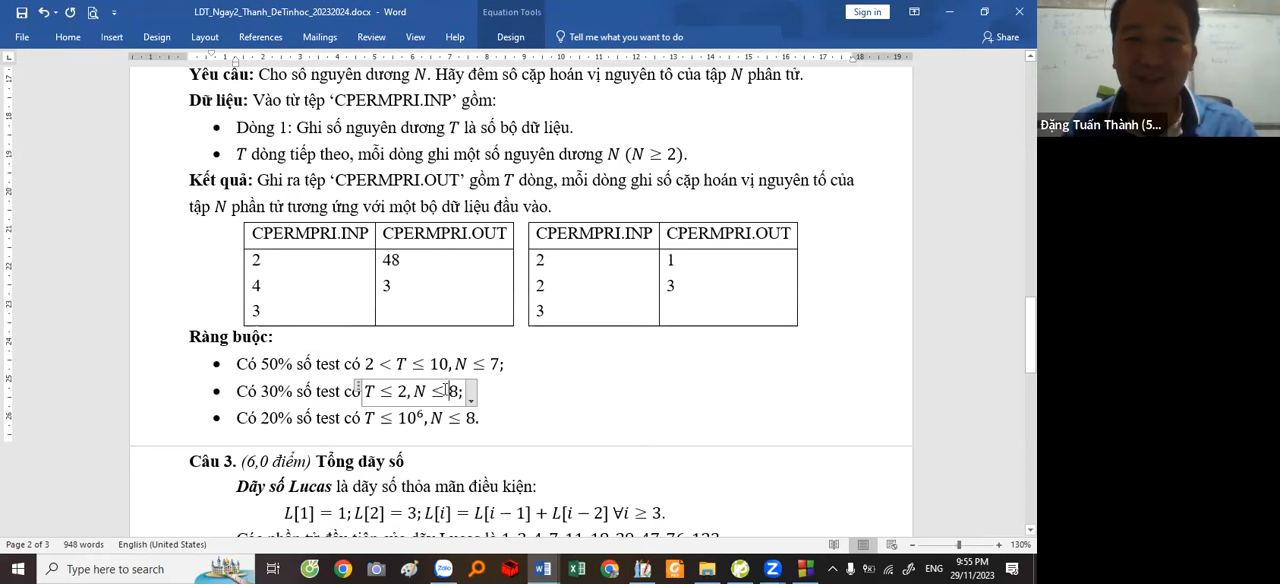 LDT_Ngay2_Thanh_DeTinhoc_20232024.docx - Word
Equation Tools
Sign in
File Home Insert Design Layout References Mailings Review View Help Design Tell me what you want to do Share
Yêu cầu: Cho số nguyên dương N. Hãy đếm số cặp hoán vị nguyên tố của tập N phần tử.
Dữ liệu: Vào từ tệp ‘CPERMPRI.INP’ gồm:
• Dòng 1: Ghi số nguyên dương T là số bộ dữ liệu.
• T dòng tiếp theo, mỗi dòng ghi một số nguyên dương N (N ≥ 2).
Kết quả: Ghi ra tệp ‘CPERMPRI.OUT’ gồm T dòng, mỗi dòng ghi số cặp hoán vị nguyên tố của
tập N phần tử tương ứng với một bộ dữ liệu đầu vào.
CPERMPRI.INP CPERMPRI.OUT CPERMPRI.INP CPERMPRI.OUT
2 48 2 1
4 3 2 3
3 3
Ràng buộc:
• Có 50% số test có 2 < T ≤ 10, N ≤ 7;
• Có 30% số test có T ≤ 2, N ≤ 8;
• Có 20% số test có T ≤ 10⁶, N ≤ 8.
Câu 3. (6,0 điểm) Tổng dãy số
Dãy số Lucas là dãy số thỏa mãn điều kiện:
L[1] = 1; L[2] = 3; L[i] = L[i − 1] + L[i − 2] ∀i ≥ 3.
Đặng Tuấn Thành (5...
Page 2 of 3 948 words English (United States) 130%
Type here to search
ENG
9:55 PM
29/11/2023